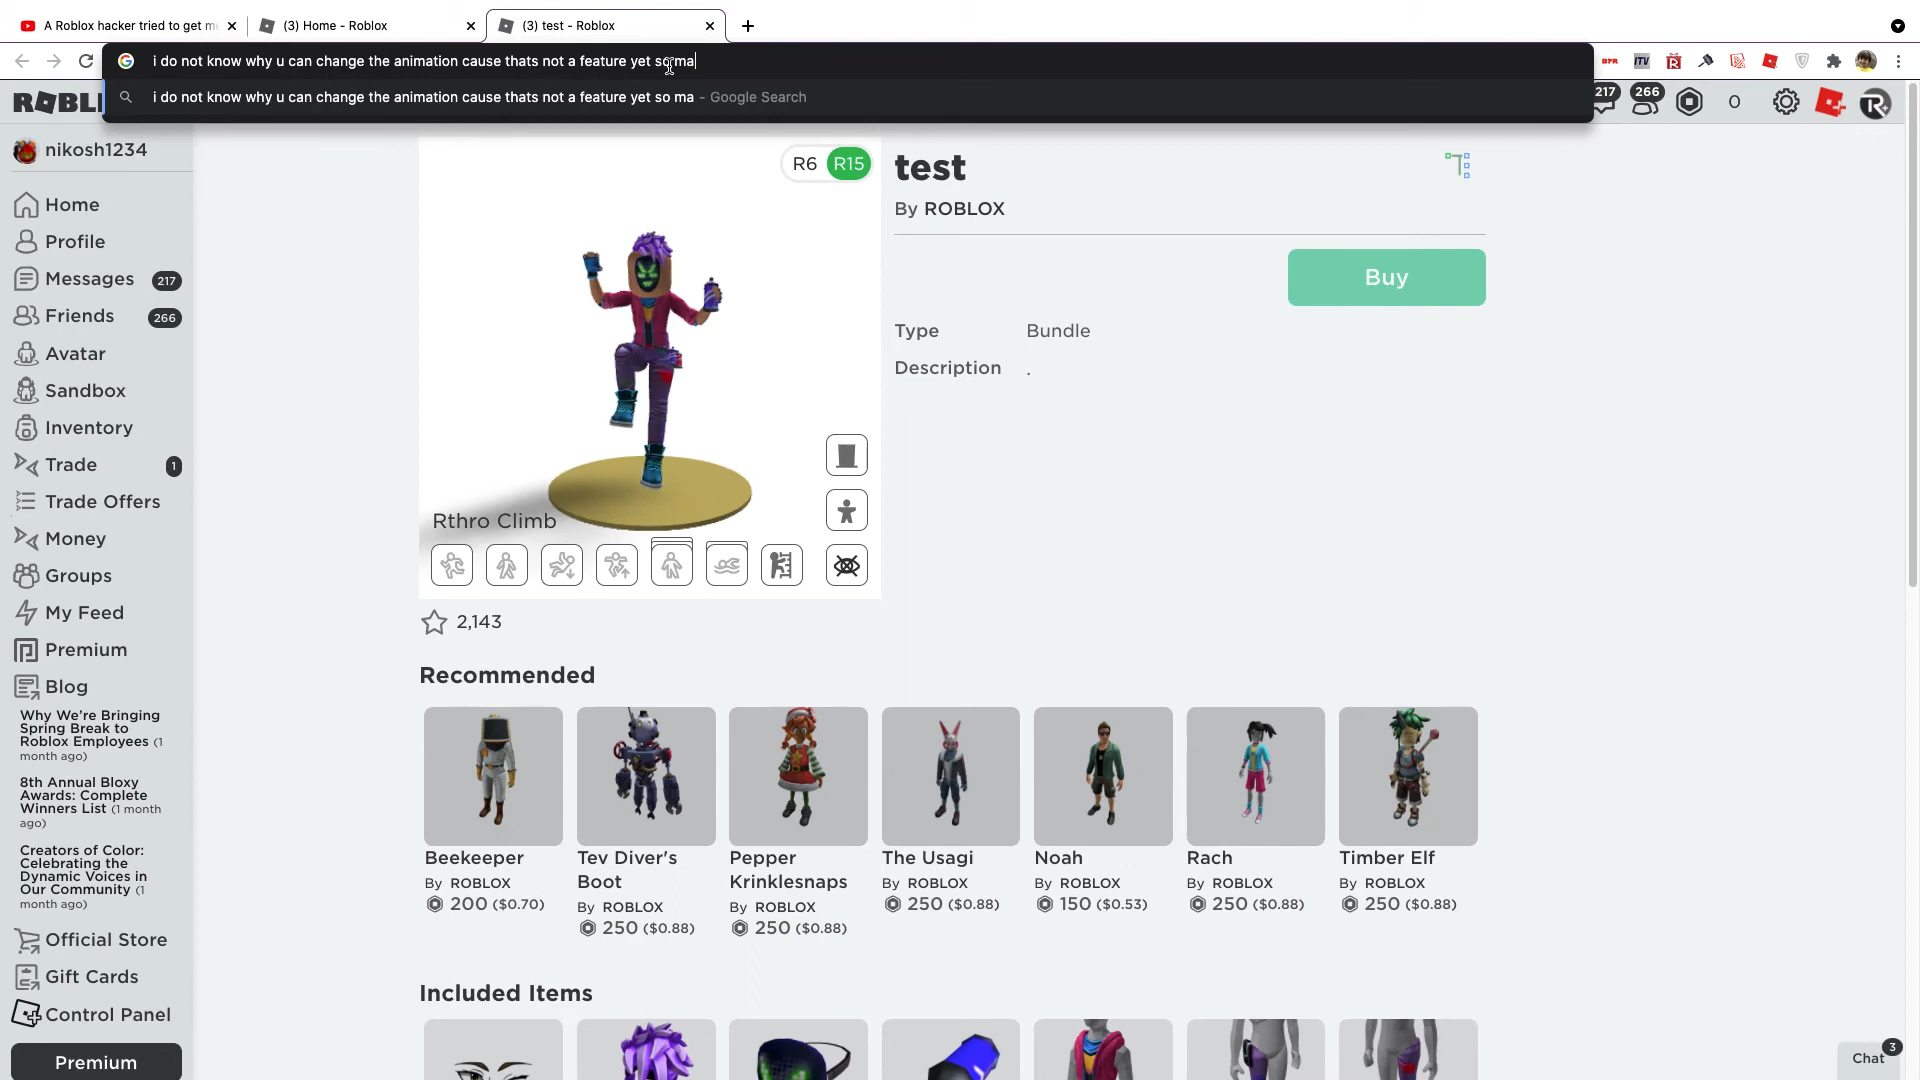 A Roblox hacker tried to get me
(3) Home - Roblox
(3) test - Roblox
i do not know why u can change the animation cause thats not a feature yet so ma
i do not know why u can change the animation cause thats not a feature yet so ma - Google Search
217
266
0
nikosh1234
Home
Profile
Messages 217
Friends 266
Avatar
Sandbox
Inventory
Trade 1
Trade Offers
Money
Groups
My Feed
Premium
Blog
Why We're Bringing
Spring Break to
Roblox Employees (1
month ago)
8th Annual Bloxy
Awards: Complete
Winners List (1 month
ago)
Creators of Color:
Celebrating the
Dynamic Voices in
Our Community (1
month ago)
Official Store
Gift Cards
Control Panel
Premium
R6 R15
Rthro Climb
2,143
test
By ROBLOX
Buy
Type Bundle
Description .
Recommended
Beekeeper
By ROBLOX
200 ($0.70)
Tev Diver's
Boot
By ROBLOX
250 ($0.88)
Pepper
Krinklesnaps
By ROBLOX
250 ($0.88)
The Usagi
By ROBLOX
250 ($0.88)
Noah
By ROBLOX
150 ($0.53)
Rach
By ROBLOX
250 ($0.88)
Timber Elf
By ROBLOX
250 ($0.88)
Included Items
Chat 3